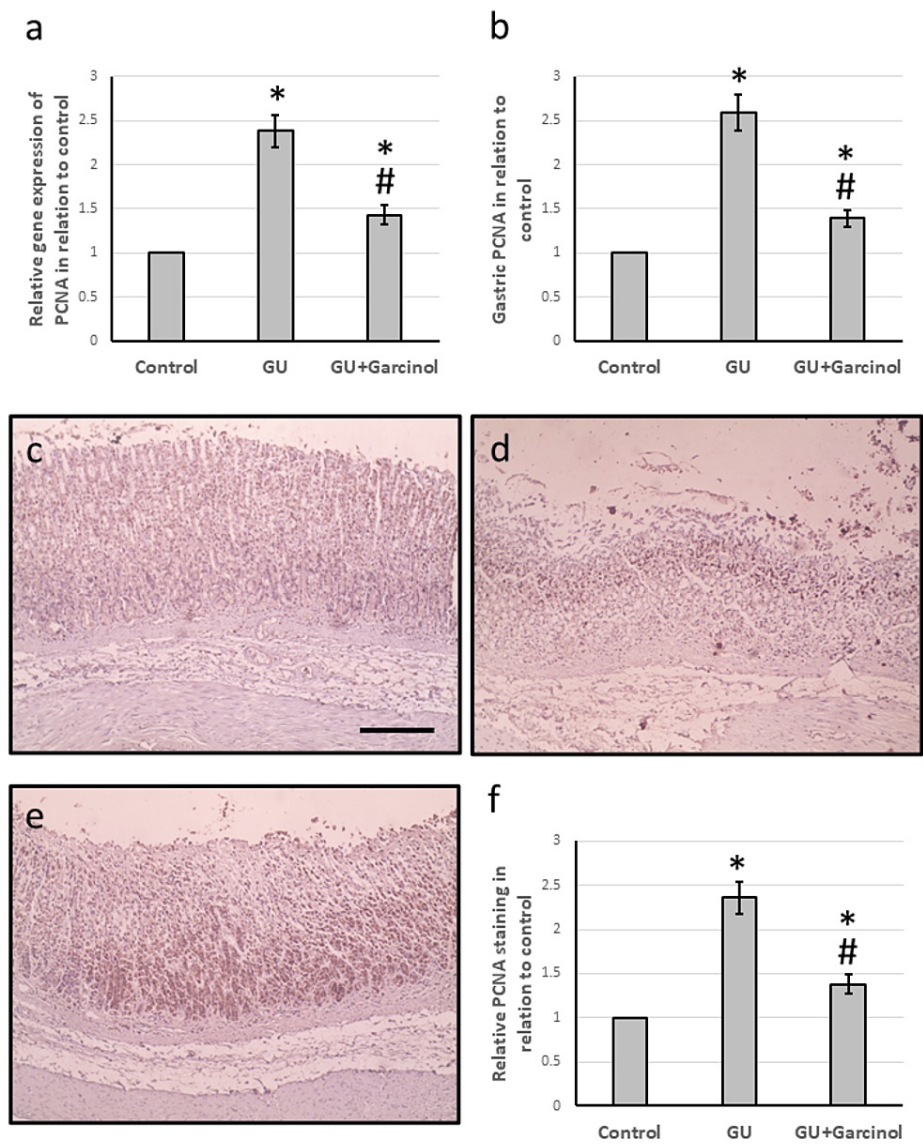 a
Relative gene expression of
PCNA in relation to control
3
2.5
2
1.5
1
0.5
0
*
*
#
Control GU GU+Garcinol
b
Gastric PCNA in relation to
control
3
2.5
2
1.5
1
0.5
0
*
*
#
Control GU GU+Garcinol
c
d
e
f
Relative PCNA staining in
relation to control
3
2.5
2
1.5
1
0.5
0
*
*
#
Control GU GU+Garcinol